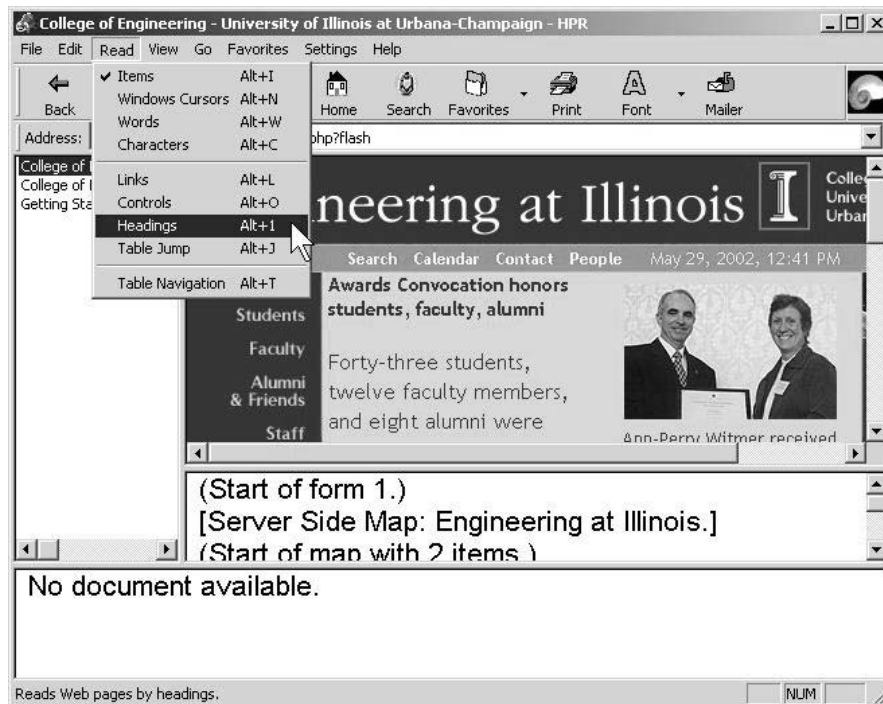 College of Engineering - University of Illinois at Urbana-Champaign - HPR
File Edit Read View Go Favorites Settings Help
Back Home Search Favorites Print Font Mailer
Items Alt+I
Windows Cursors Alt+N
Words Alt+W
Characters Alt+C
Links Alt+L
Controls Alt+O
Headings Alt+1
Table Jump Alt+J
Table Navigation Alt+T
Address: hp?flash
College of
College of
Getting Sta
neering at Illinois
I
Colle
Unive
Urbar
Search Calendar Contact People May 29, 2002, 12:41 PM
Students
Faculty
Alumni
& Friends
Staff
Awards Convocation honors
students, faculty, alumni
Forty-three students,
twelve faculty members,
and eight alumni were
Ann-Perry Witmer received
(Start of form 1.)
[Server Side Map: Engineering at Illinois.]
(Start of map with 2 items.)
No document available.
Reads Web pages by headings.
NUM